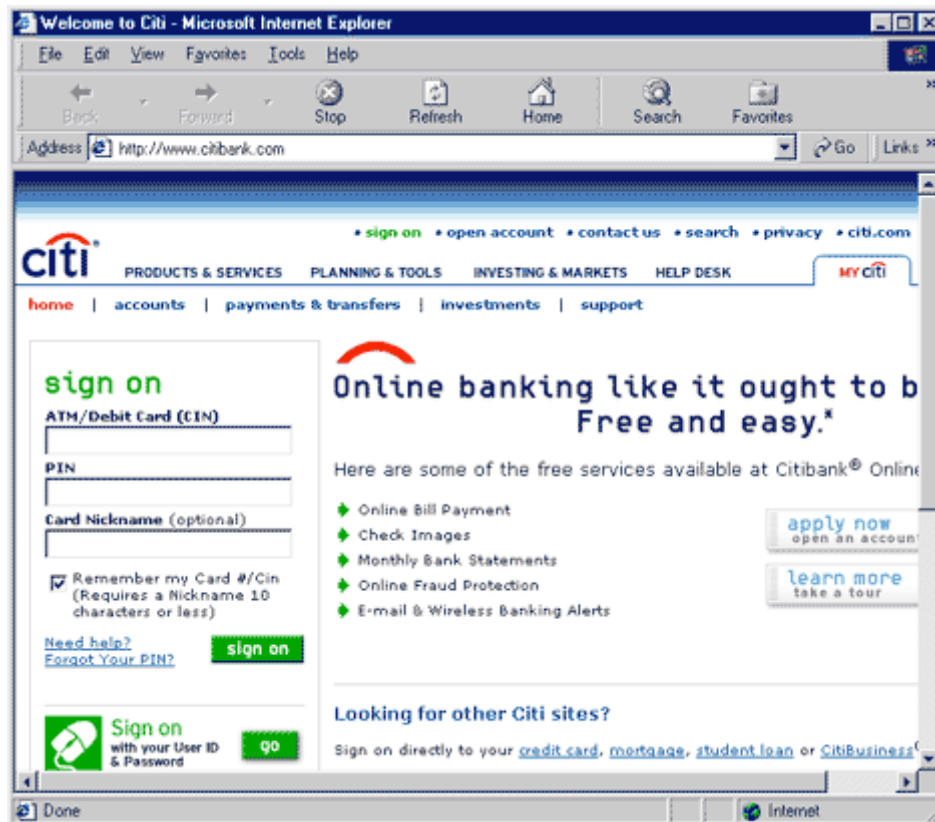 Welcome to Citi - Microsoft Internet Explorer
File Edit View Favorites Tools Help
Back Forward Stop Refresh Home Search Favorites »
Address http://www.citibank.com Go Links »
• sign on • open account • contact us • search • privacy • citi.com
citi PRODUCTS & SERVICES PLANNING & TOOLS INVESTING & MARKETS HELP DESK MY citi
home | accounts | payments & transfers | investments | support
sign on
ATM/Debit Card (CIN)
PIN
Card Nickname (optional)
Remember my Card #/Cin
(Requires a Nickname 10
characters or less)
Need help?
Forgot Your PIN?
sign on
Sign on
with your User ID
& Password
go
Online banking like it ought to b
Free and easy.*
Here are some of the free services available at Citibank® Online
Online Bill Payment
Check Images
Monthly Bank Statements
Online Fraud Protection
E-mail & Wireless Banking Alerts
apply now
open an accoun
learn more
take a tour
Looking for other Citi sites?
Sign on directly to your credit card, mortgage, student loan or CitiBusiness
Done Internet